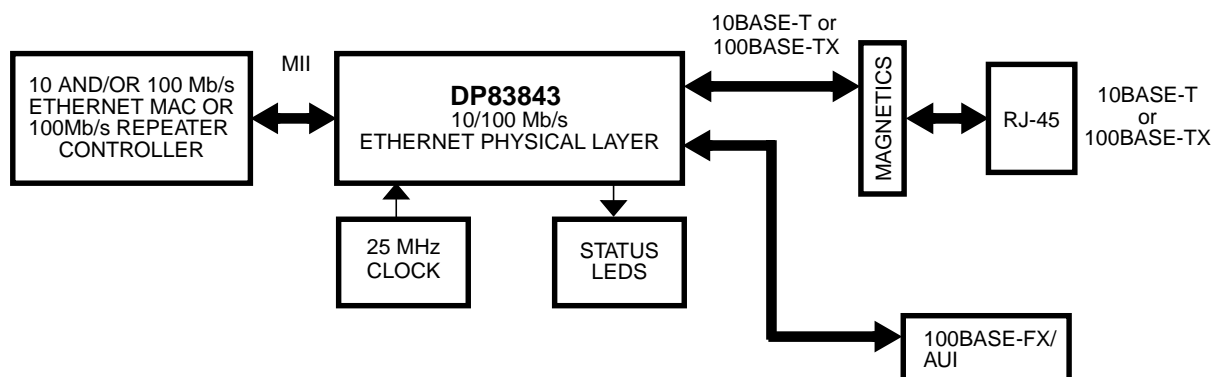 10 AND/OR 100 Mb/s
ETHERNET MAC OR
100Mb/s REPEATER
CONTROLLER
MII
DP83843
10/100 Mb/s
ETHERNET PHYSICAL LAYER
10BASE-T or
100BASE-TX
MAGNETICS
RJ-45
10BASE-T
or
100BASE-TX
25 MHz
CLOCK
STATUS
LEDS
100BASE-FX/
AUI